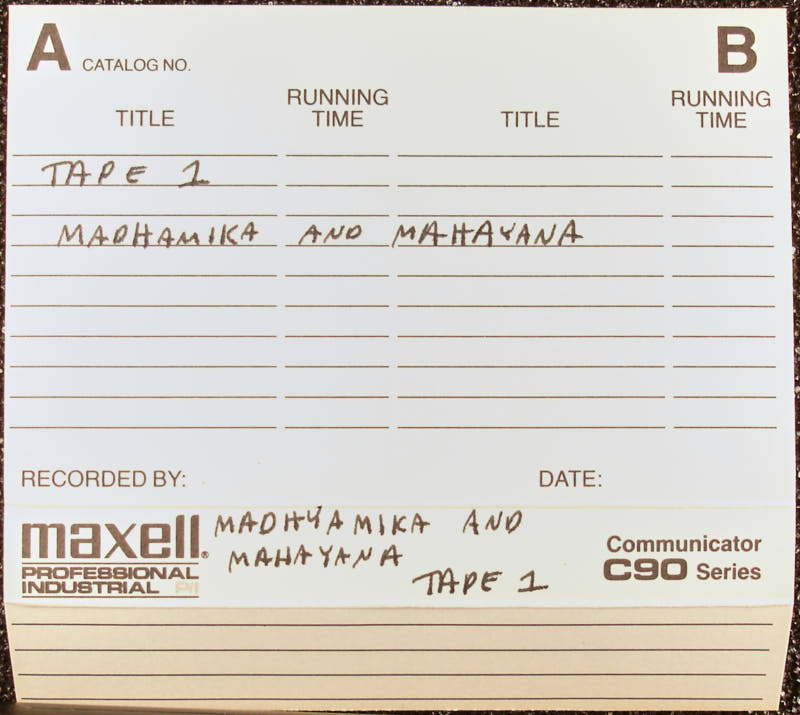 A CATALOG NO. B
TITLE RUNNING TIME TITLE RUNNING TIME
TAPE 1
MADHAMIKA AND MAHAYANA
RECORDED BY: DATE:
maxell®
PROFESSIONAL
INDUSTRIAL P/I
MADHYAMIKA AND
MAHAYANA
TAPE 1
Communicator
C90 Series